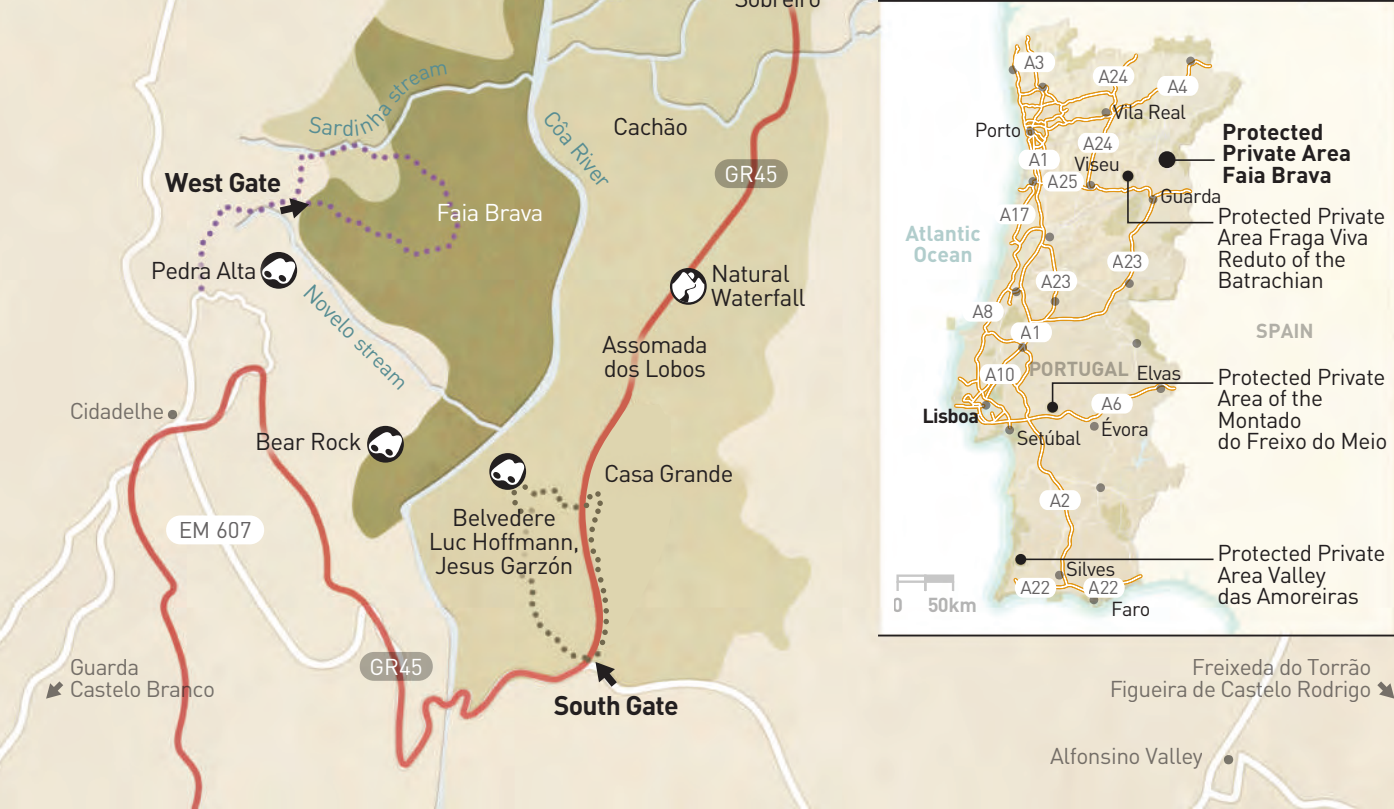 Sobreiro
Sardinha stream
Côa River
Cachão
GR45
West Gate
Faia Brava
Pedra Alta
Natural
Waterfall
Novelo stream
Assomada
dos Lobos
Cidadelhe
Bear Rock
Casa Grande
EM 607
Belvedere
Luc Hoffmann,
Jesus Garzón
Guarda
Castelo Branco
GR45
South Gate
Freixeda do Torrão
Figueira de Castelo Rodrigo
Alfonsino Valley
A3
A24
A4
Vila Real
Porto
A24
A1
Viseu
A25
Guarda
A17
Atlantic
Ocean
A23
A23
A8
A1
SPAIN
A10
PORTUGAL
Elvas
A6
Lisboa
Évora
Setúbal
A2
Silves
A22
A22
Faro
0 50km
Protected
Private Area
Faia Brava
Protected Private
Area Fraga Viva
Reduto of the
Batrachian
Protected Private
Area of the
Montado
do Freixo do Meio
Protected Private
Area Valley
das Amoreiras